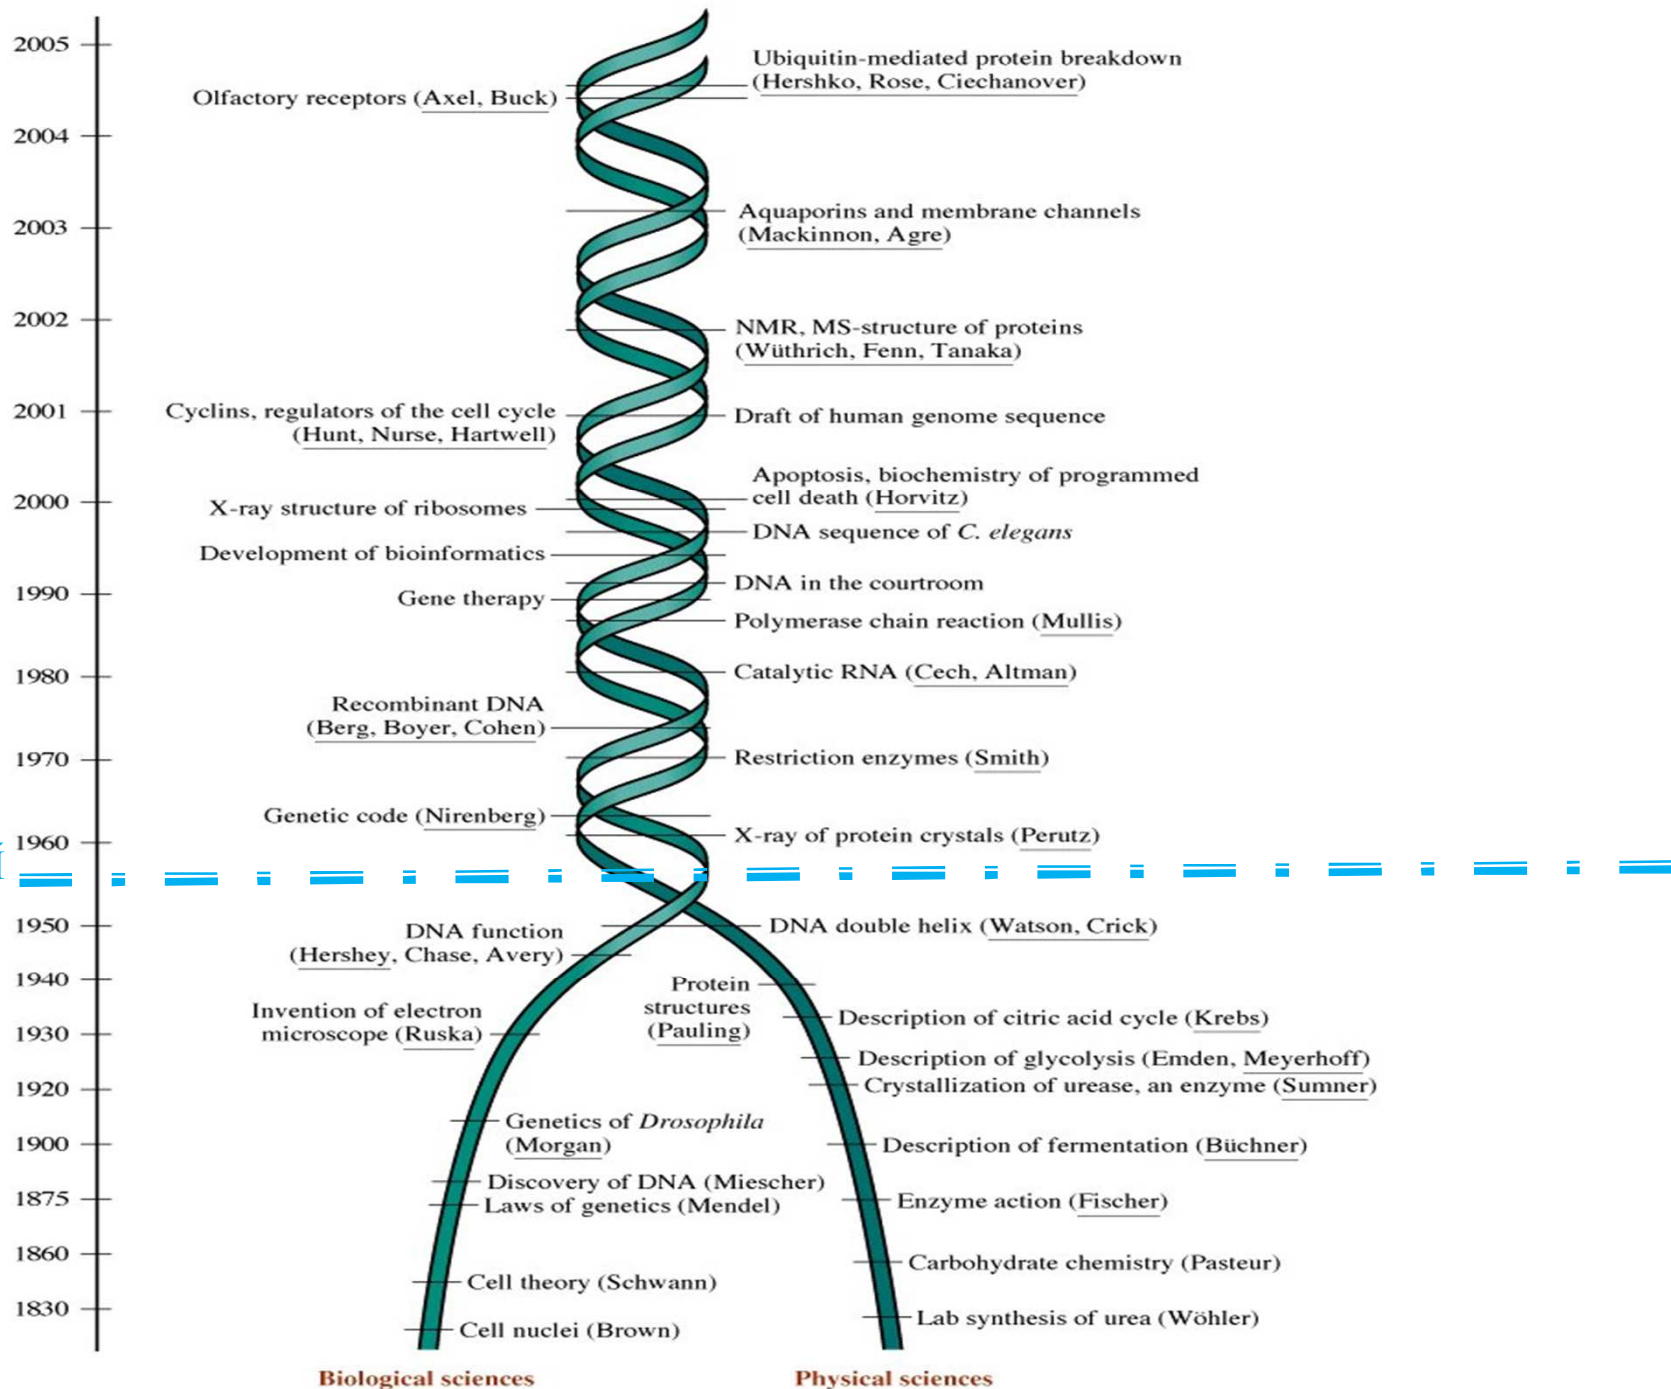 2005
Ubiquitin-mediated protein breakdown
(Hershko, Rose, Ciechanover)
Olfactory receptors (Axel, Buck)
2004
Aquaporins and membrane channels
(Mackinnon, Agre)
2003
2002
NMR, MS-structure of proteins
(Wüthrich, Fenn, Tanaka)
2001
Cyclins, regulators of the cell cycle
(Hunt, Nurse, Hartwell)
Draft of human genome sequence
Apoptosis, biochemistry of programmed
cell death (Horvitz)
2000
X-ray structure of ribosomes
DNA sequence of C. elegans
Development of bioinformatics
DNA in the courtroom
1990
Gene therapy
Polymerase chain reaction (Mullis)
Catalytic RNA (Cech, Altman)
1980
Recombinant DNA
(Berg, Boyer, Cohen)
1970
Restriction enzymes (Smith)
Genetic code (Nirenberg)
X-ray of protein crystals (Perutz)
1960
1950
DNA function
(Hershey, Chase, Avery)
DNA double helix (Watson, Crick)
1940
Protein
structures
(Pauling)
Invention of electron
microscope (Ruska)
Description of citric acid cycle (Krebs)
1930
Description of glycolysis (Emden, Meyerhoff)
Crystallization of urease, an enzyme (Sumner)
1920
Genetics of Drosophila
(Morgan)
1900
Description of fermentation (Büchner)
Discovery of DNA (Miescher)
Laws of genetics (Mendel)
1875
Enzyme action (Fischer)
1860
Carbohydrate chemistry (Pasteur)
Cell theory (Schwann)
1830
Lab synthesis of urea (Wöhler)
Cell nuclei (Brown)
Biological sciences
Physical sciences